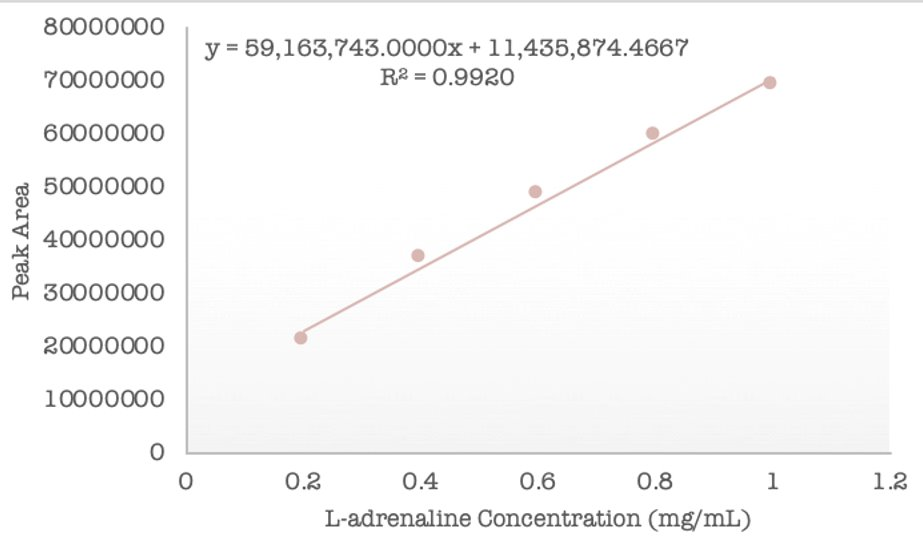 y = 59,163,743.0000x + 11,435,874.4667
R² = 0.9920
80000000
70000000
60000000
50000000
40000000
30000000
20000000
10000000
0
Peak Area
0 0.2 0.4 0.6 0.8 1 1.2
L-adrenaline Concentration (mg/mL)